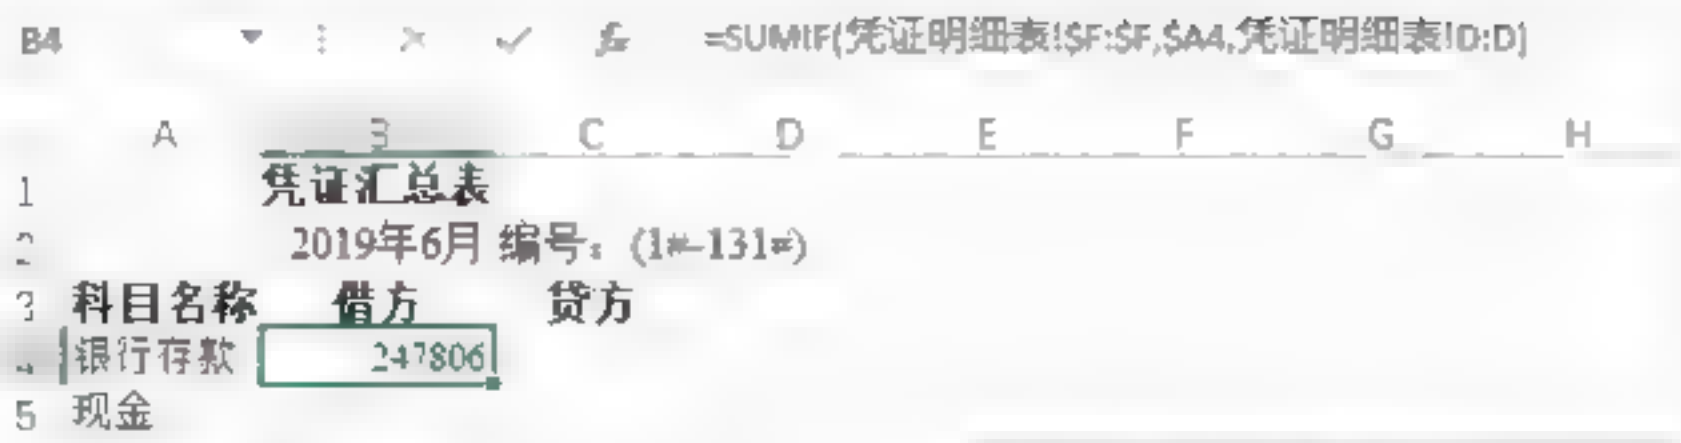 B4 fx =SUMIF(凭证明细表!$F:$F,$A4,凭证明细表!D:D)
A B C D E F G H
1 凭证汇总表
2 2019年6月 编号：(1#-131#)
3 科目名称 借方 贷方
4 银行存款 247806
5 现金